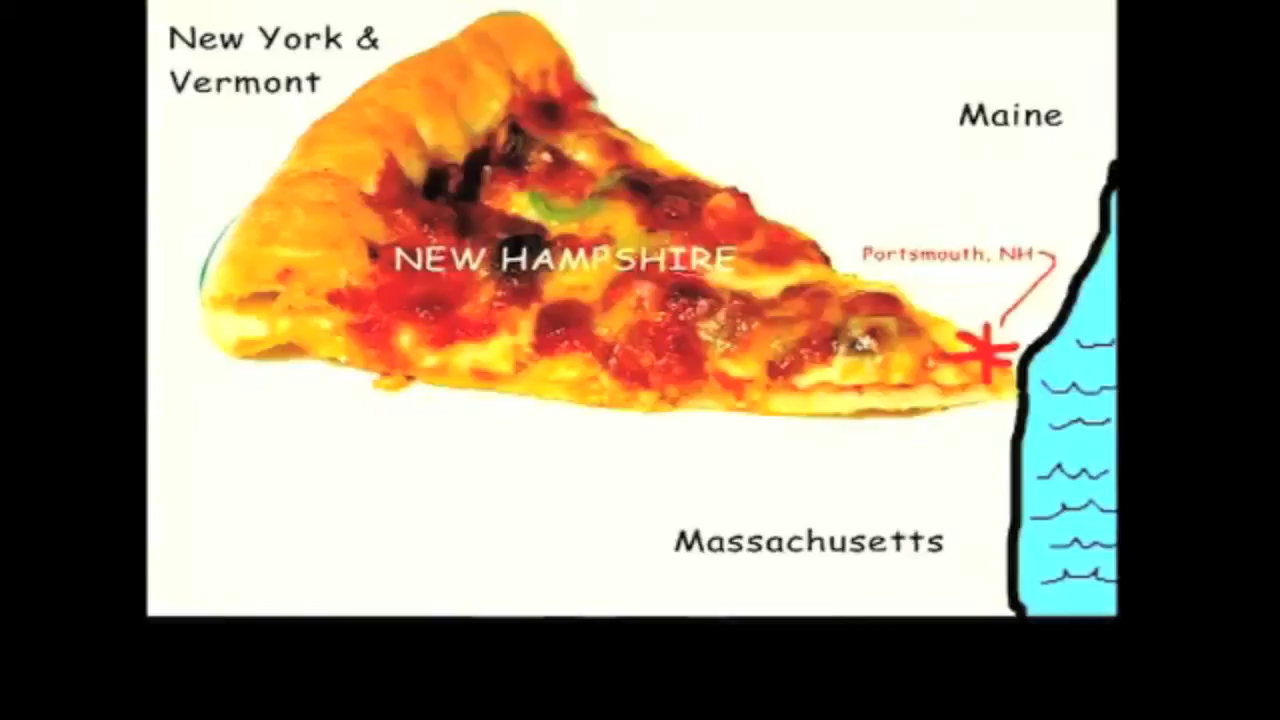 New York &
Vermont
Maine
NEW HAMPSHIRE
Portsmouth, NH
Massachusetts